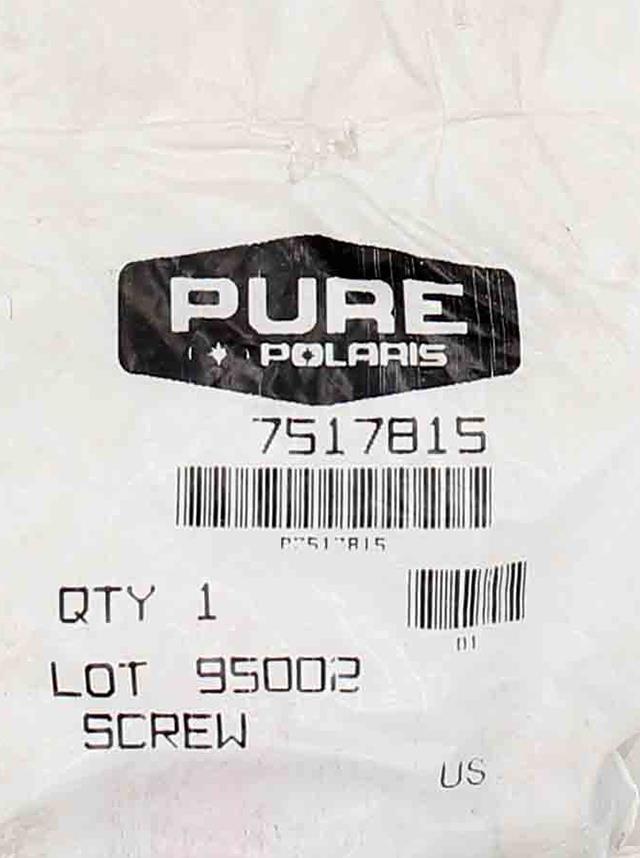 PURE
POLARIS
7517815
P7517815
QTY 1
01
LOT 95002
SCREW
US